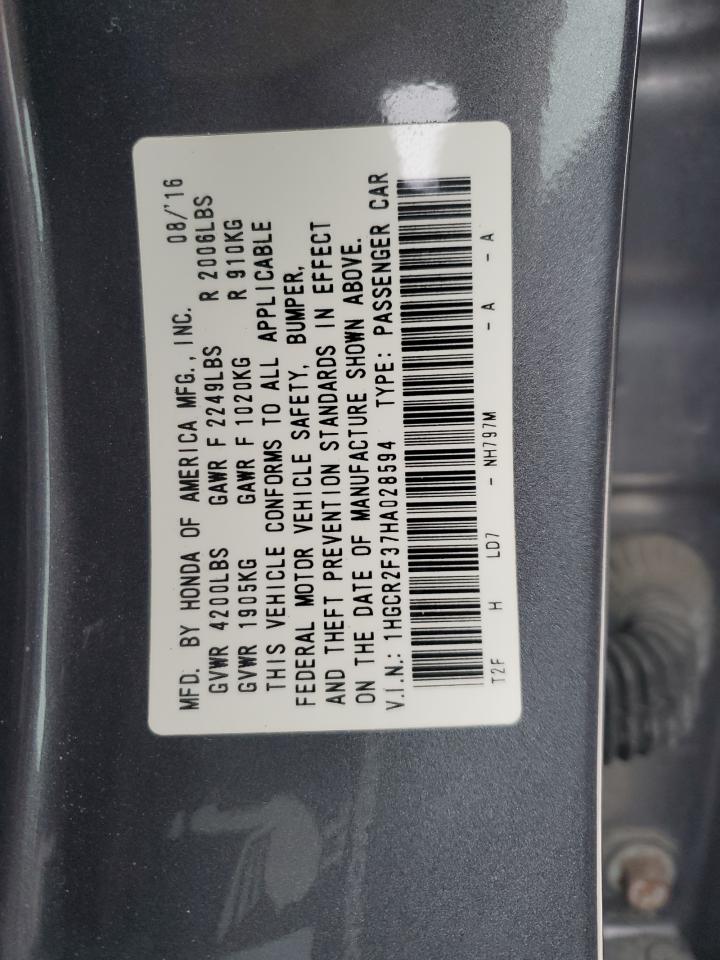 MFD. BY HONDA OF AMERICA MFG., INC. 08/'16
GVWR 4200LBS GAWR F 2249LBS R 2006LBS
GVWR 1905KG GAWR F 1020KG R 910KG
THIS VEHICLE CONFORMS TO ALL APPLICABLE
FEDERAL MOTOR VEHICLE SAFETY, BUMPER,
AND THEFT PREVENTION STANDARDS IN EFFECT
ON THE DATE OF MANUFACTURE SHOWN ABOVE.
V.I.N.: 1HGCR2F37HA028594 TYPE: PASSENGER CAR
T2F H LD7 - NH797M - A - A